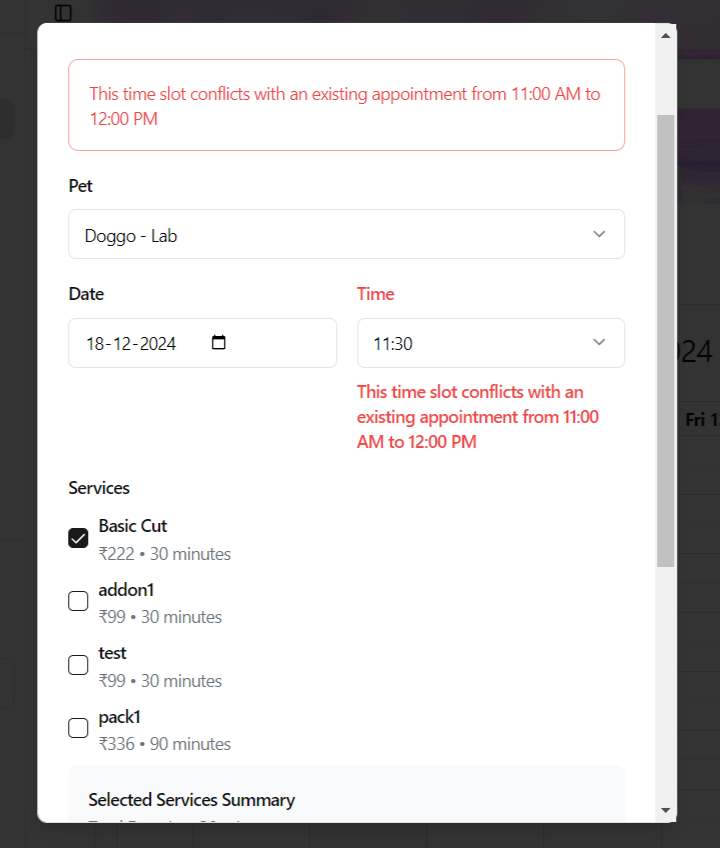 This time slot conflicts with an existing appointment from 11:00 AM to
12:00 PM
Pet
Doggo - Lab
Date
Time
18-12-2024
11:30
This time slot conflicts with an
existing appointment from 11:00
AM to 12:00 PM
Services
Basic Cut
₹222 • 30 minutes
addon1
₹99 • 30 minutes
test
₹99 • 30 minutes
pack1
₹336 • 90 minutes
Selected Services Summary
24
Fri 1